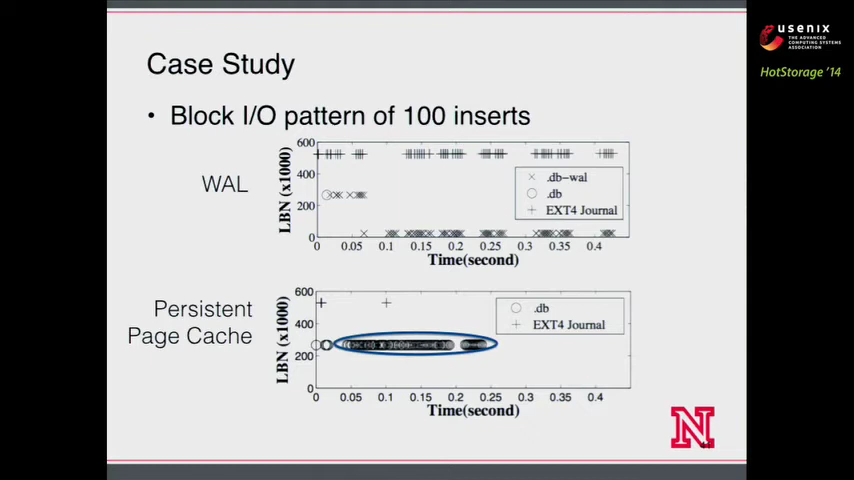 usenix
THE ADVANCED
COMPUTING SYSTEMS
ASSOCIATION
HotStorage '14
Case Study
• Block I/O pattern of 100 inserts
WAL
LBN (x1000)
600
400
200
0
× .db-wal
○ .db
+ EXT4 Journal
0 0.05 0.1 0.15 0.2 0.25 0.3 0.35 0.4
Time(second)
Persistent
Page Cache
LBN (x1000)
600
400
200
0
○ .db
+ EXT4 Journal
0 0.05 0.1 0.15 0.2 0.25 0.3 0.35 0.4
Time(second)
N